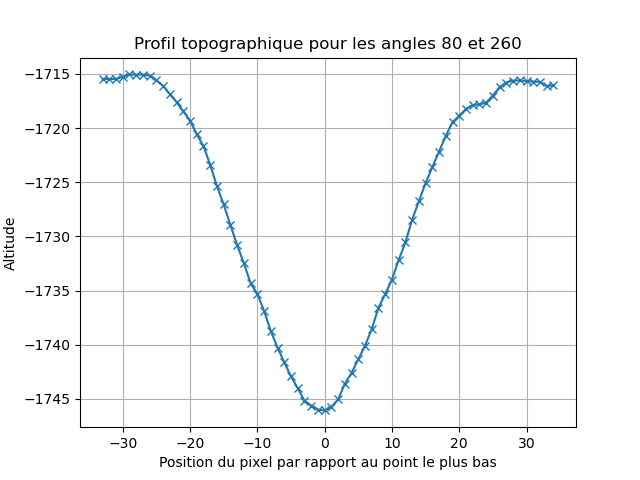 Profil topographique pour les angles 80 et 260
−1715
−1720
−1725
−1730
−1735
−1740
−1745
Altitude
−30 −20 −10 0 10 20 30
Position du pixel par rapport au point le plus bas